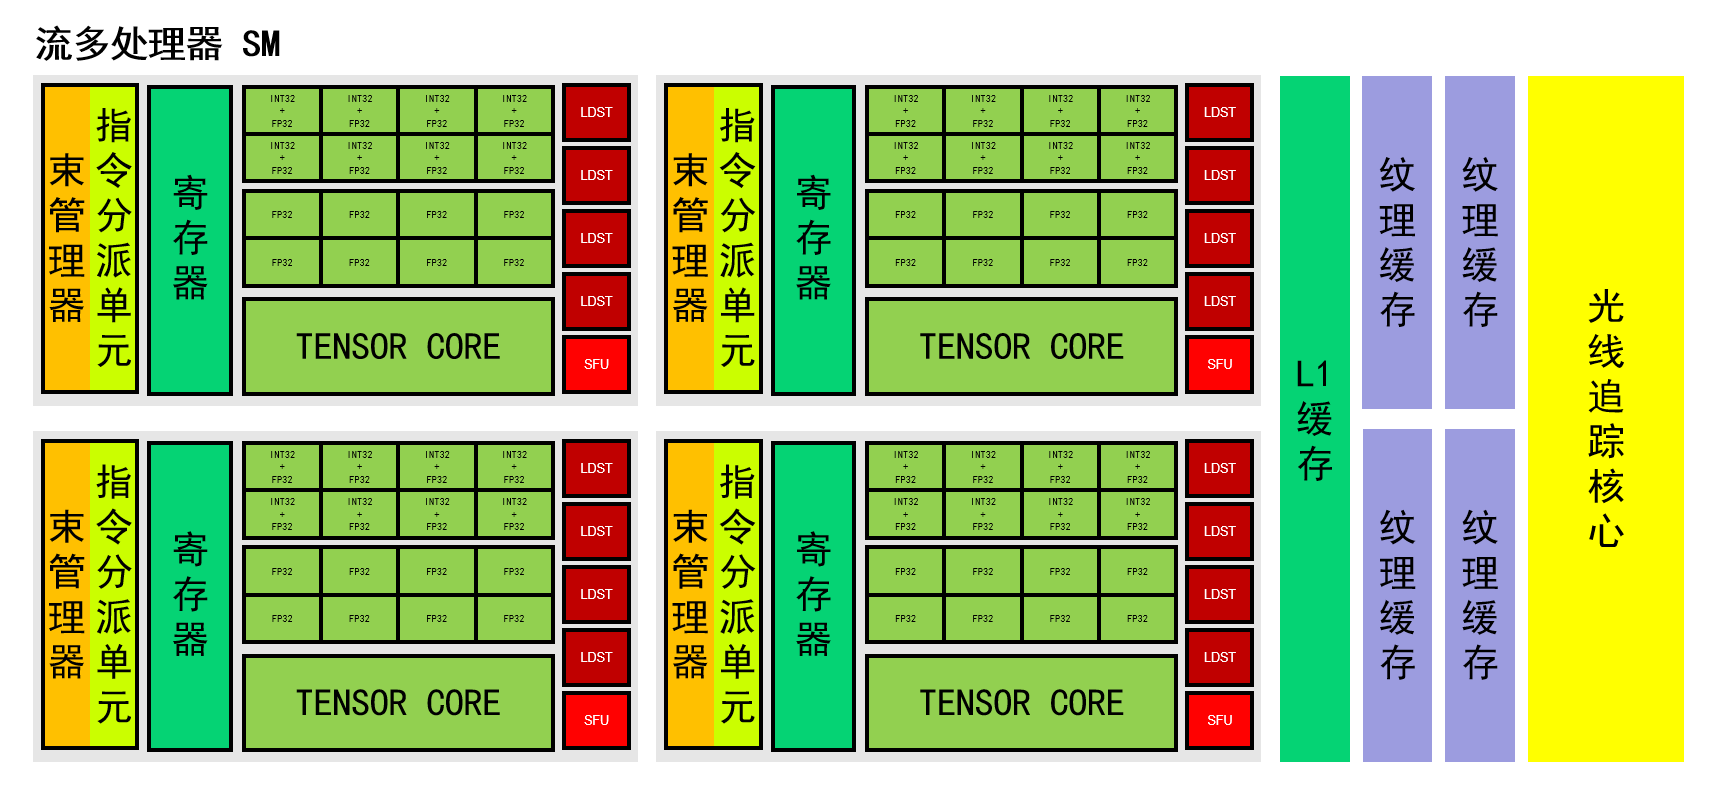 流多处理器 SM
束管理器
指令分派单元
寄存器
INT32 + FP32
INT32 + FP32
INT32 + FP32
INT32 + FP32
INT32 + FP32
INT32 + FP32
INT32 + FP32
INT32 + FP32
FP32
FP32
FP32
FP32
FP32
FP32
FP32
FP32
TENSOR CORE
LDST
LDST
LDST
LDST
SFU
束管理器
指令分派单元
寄存器
INT32 + FP32
INT32 + FP32
INT32 + FP32
INT32 + FP32
INT32 + FP32
INT32 + FP32
INT32 + FP32
INT32 + FP32
FP32
FP32
FP32
FP32
FP32
FP32
FP32
FP32
TENSOR CORE
LDST
LDST
LDST
LDST
SFU
束管理器
指令分派单元
寄存器
INT32 + FP32
INT32 + FP32
INT32 + FP32
INT32 + FP32
INT32 + FP32
INT32 + FP32
INT32 + FP32
INT32 + FP32
FP32
FP32
FP32
FP32
FP32
FP32
FP32
FP32
TENSOR CORE
LDST
LDST
LDST
LDST
SFU
束管理器
指令分派单元
寄存器
INT32 + FP32
INT32 + FP32
INT32 + FP32
INT32 + FP32
INT32 + FP32
INT32 + FP32
INT32 + FP32
INT32 + FP32
FP32
FP32
FP32
FP32
FP32
FP32
FP32
FP32
TENSOR CORE
LDST
LDST
LDST
LDST
SFU
L1缓存
纹理缓存
纹理缓存
纹理缓存
纹理缓存
光线追踪核心